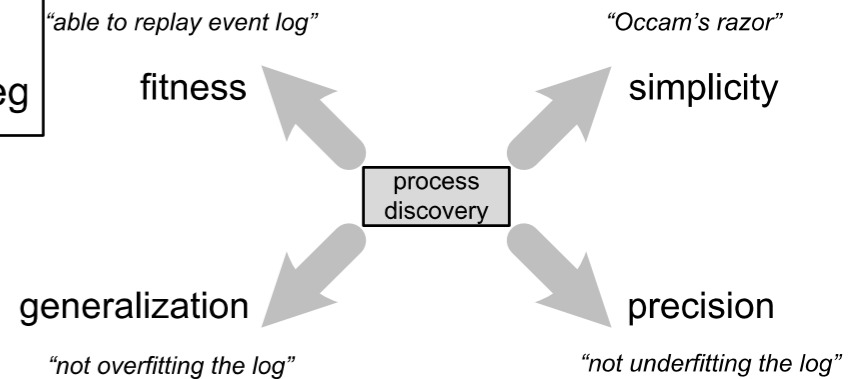 “able to replay event log”
“Occam’s razor”
eg
fitness
simplicity
process
discovery
generalization
precision
“not overfitting the log”
“not underfitting the log”